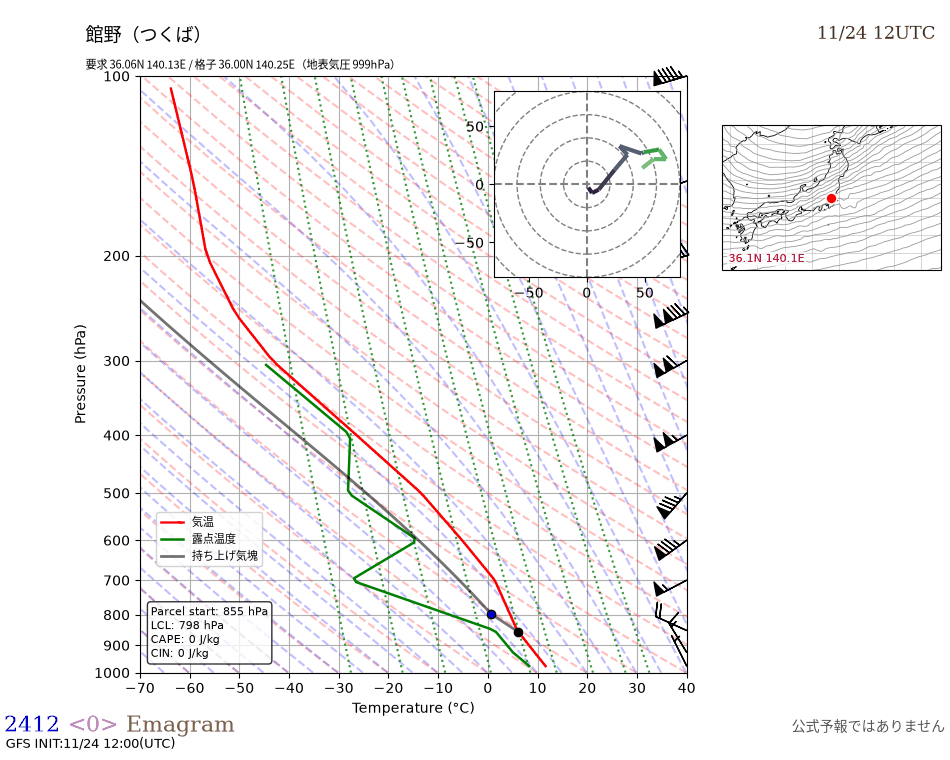 館野（つくば）
11/24 12UTC
要求 36.06N 140.13E / 格子 36.00N 140.25E（地表気圧 999hPa）
100
200
300
400
500
600
700
800
900
1000
Pressure (hPa)
−70 −60 −50 −40 −30 −20 −10 0 10 20 30 40
Temperature (°C)
50
0
−50
−50 0 50
36.1N 140.1E
気温
露点温度
持ち上げ気塊
Parcel start: 855 hPa
LCL: 798 hPa
CAPE: 0 J/kg
CIN: 0 J/kg
2412 <0> Emagram
公式予報ではありません
GFS INIT:11/24 12:00(UTC)